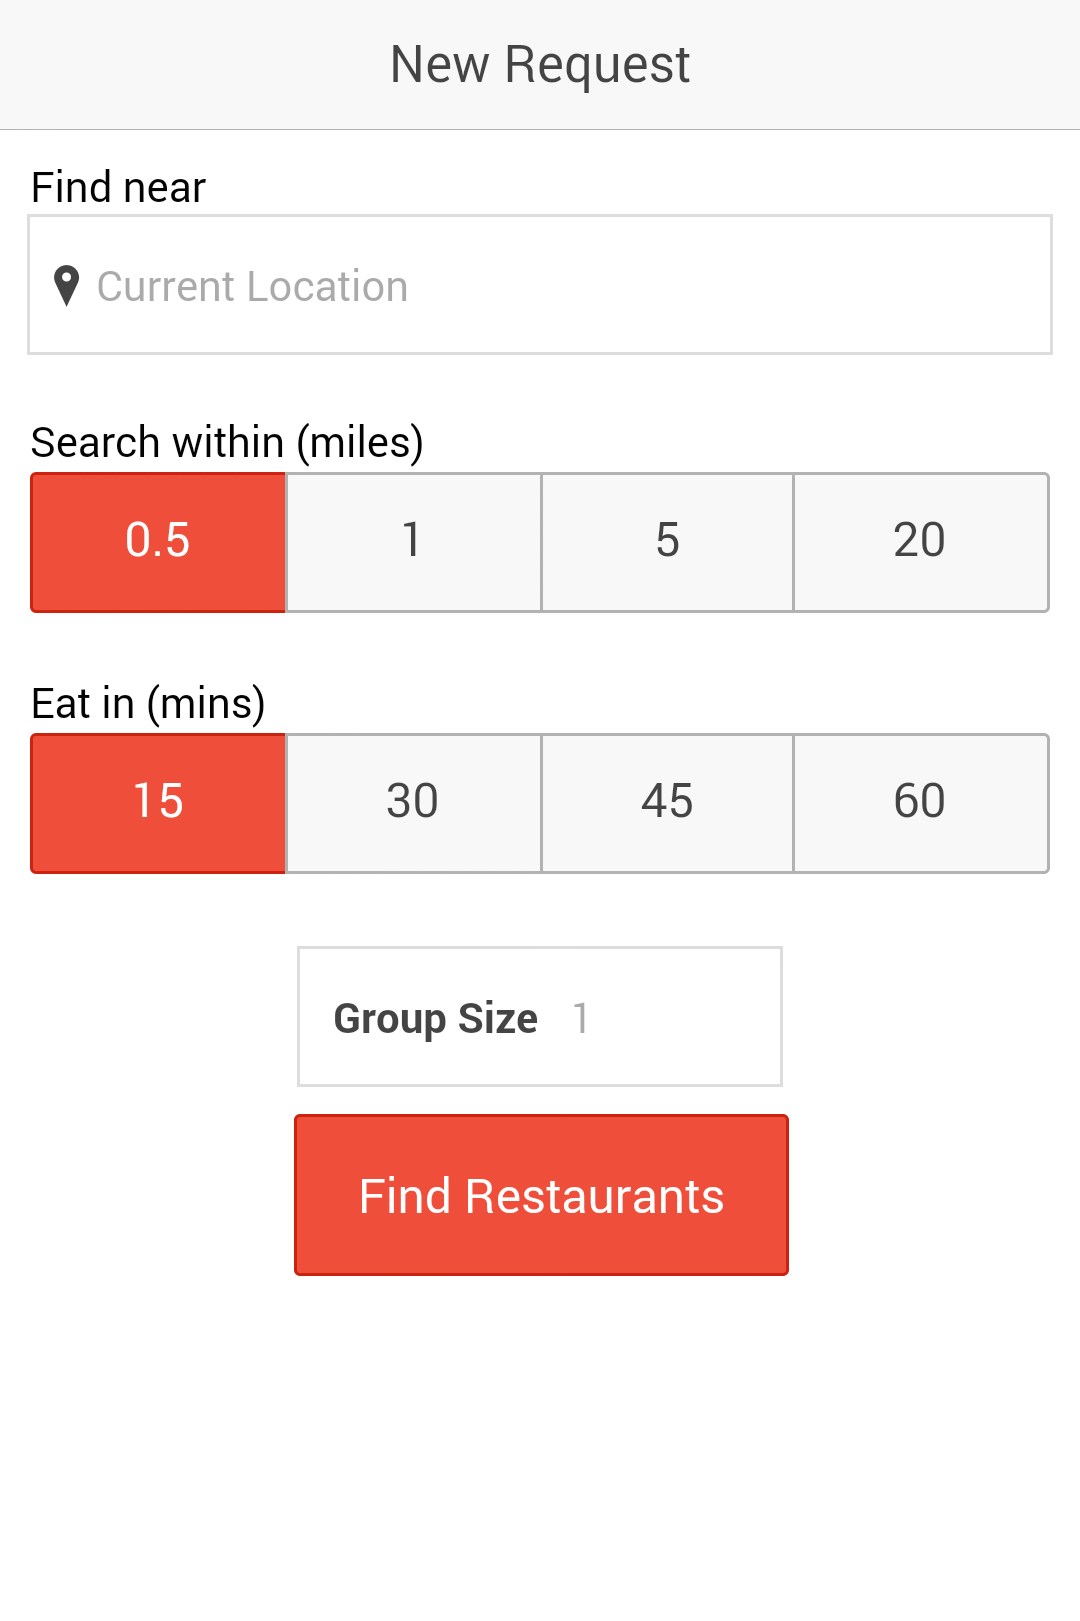 New Request
Find near
Current Location
Search within (miles)
0.5 1 5 20
Eat in (mins)
15 30 45 60
Group Size 1
Find Restaurants